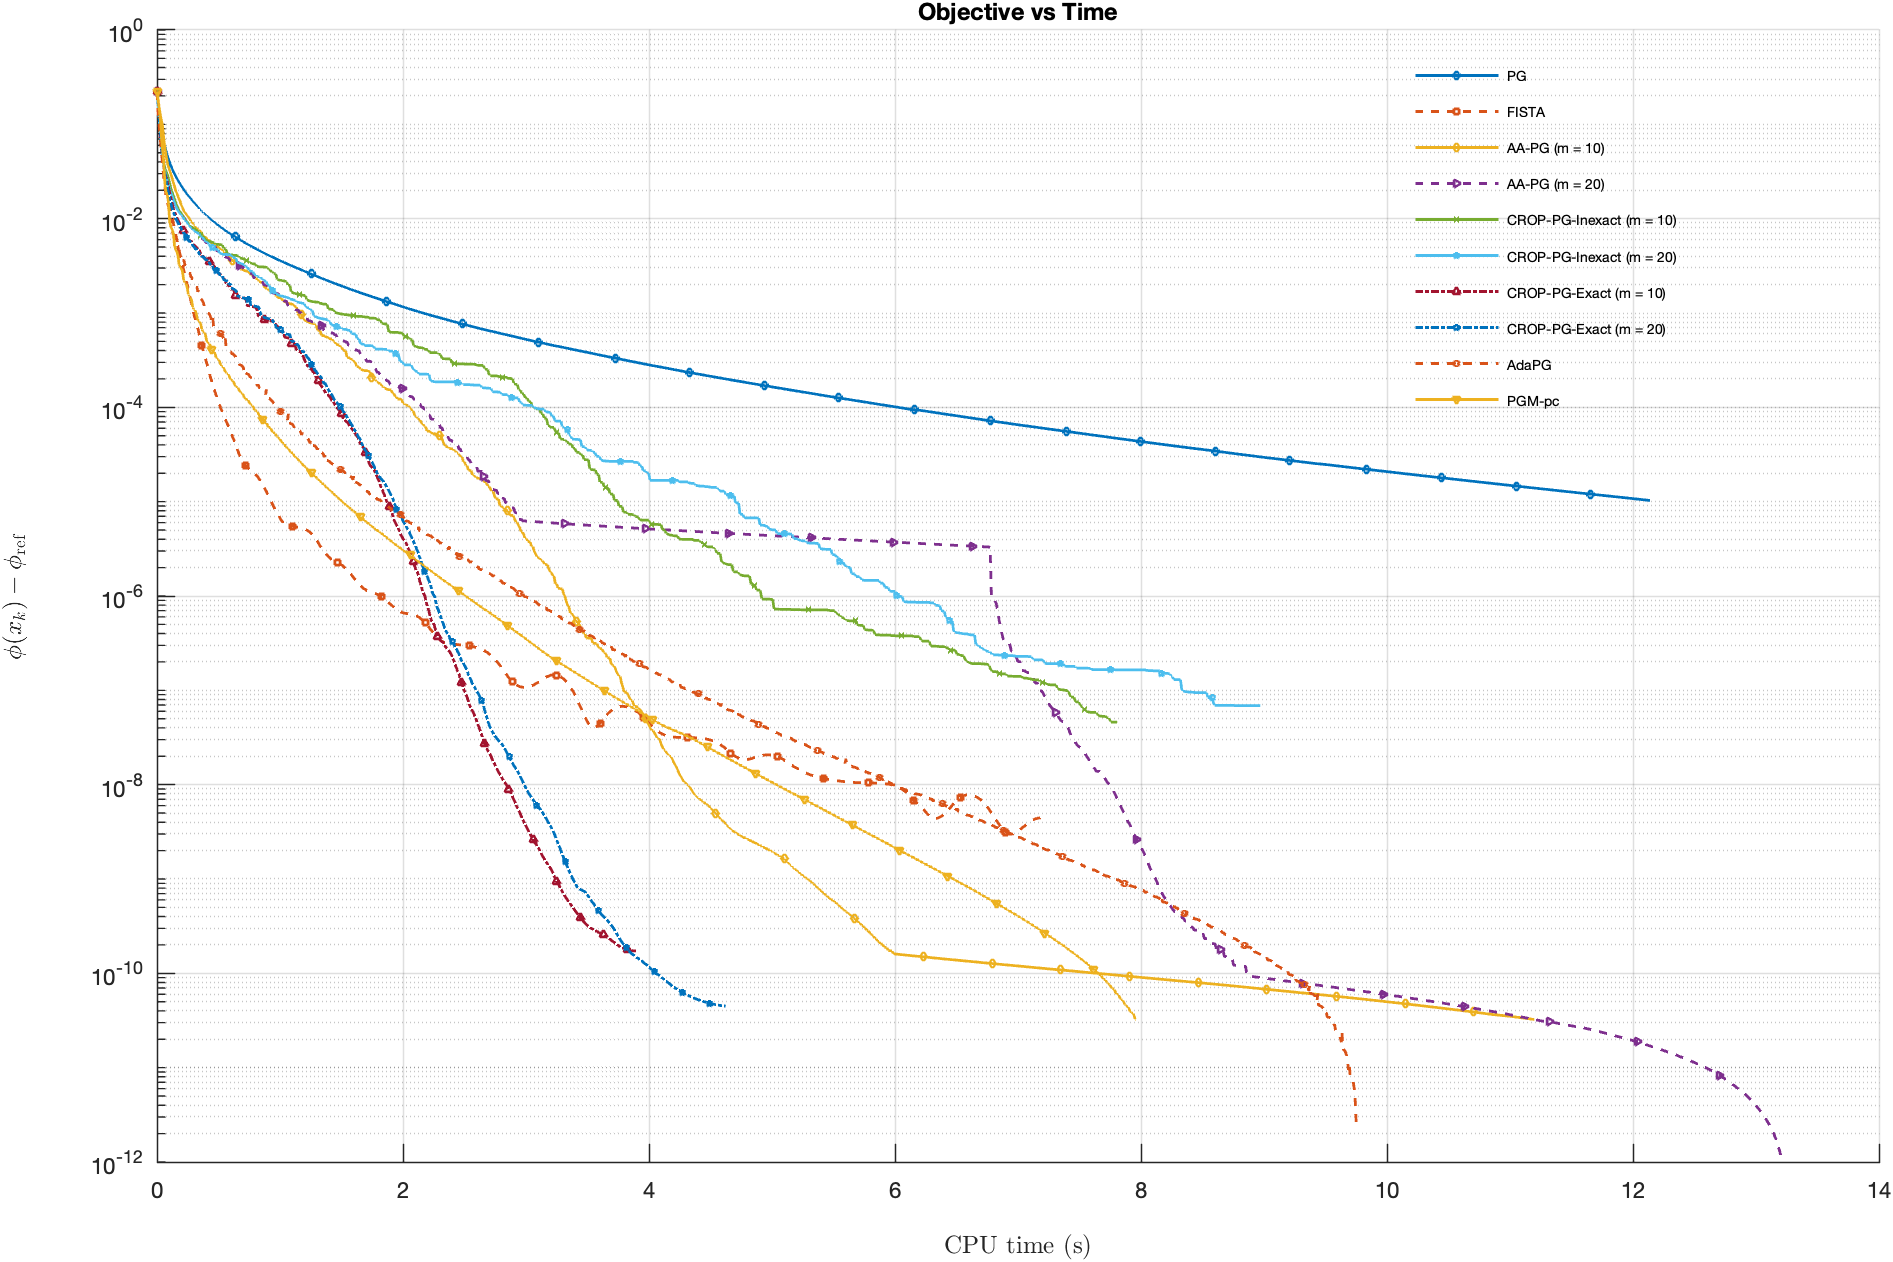 Objective vs Time
10^0
10^-2
10^-4
10^-6
10^-8
10^-10
10^-12
ϕ(x_k) − ϕ_ref
PG
FISTA
AA-PG (m = 10)
AA-PG (m = 20)
CROP-PG-Inexact (m = 10)
CROP-PG-Inexact (m = 20)
CROP-PG-Exact (m = 10)
CROP-PG-Exact (m = 20)
AdaPG
PGM-pc
0 2 4 6 8 10 12 14
CPU time (s)